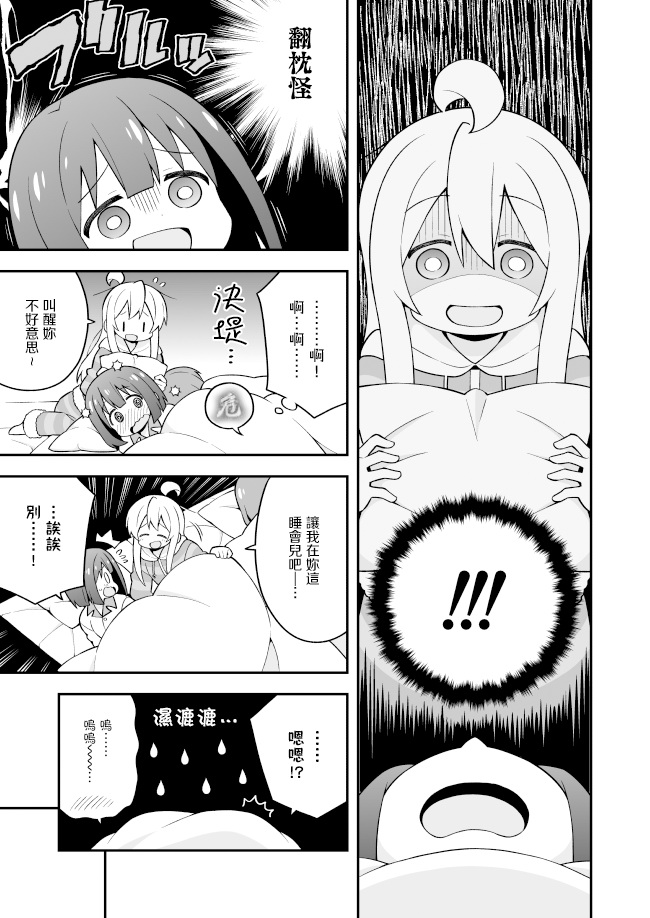 !!!
翻枕怪
ブルッ
………啊!
啊…啊……
決堤…
危
叫醒妳
不好意思~
讓我在妳這
睡會兒吧——…
…誒誒
別……!
……
嗯嗯!?
濕漉漉…
嗚……
嗚嗚~~~…